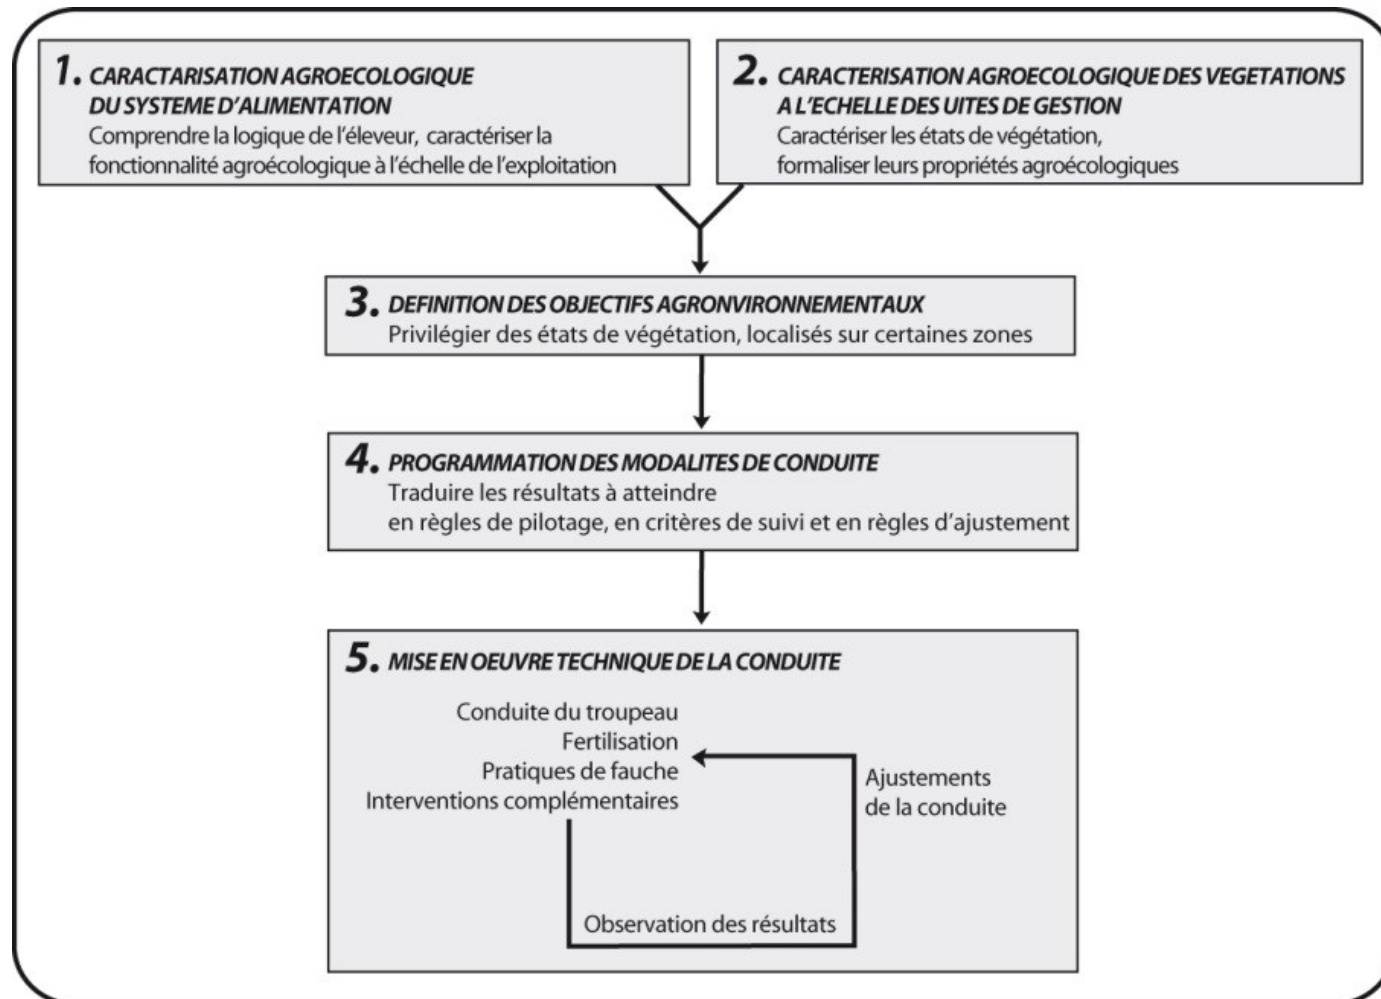 1. CARACTARISATION AGROECOLOGIQUE
DU SYSTEME D'ALIMENTATION
Comprendre la logique de l'éleveur, caractériser la
fonctionnalité agroécologique à l'échelle de l'exploitation
2. CARACTERISATION AGROECOLOGIQUE DES VEGETATIONS
A L'ECHELLE DES UITES DE GESTION
Caractériser les états de végétation,
formaliser leurs propriétés agroécologiques
3. DEFINITION DES OBJECTIFS AGRONVIRONNEMENTAUX
Privilégier des états de végétation, localisés sur certaines zones
4. PROGRAMMATION DES MODALITES DE CONDUITE
Traduire les résultats à atteindre
en règles de pilotage, en critères de suivi et en règles d'ajustement
5. MISE EN OEUVRE TECHNIQUE DE LA CONDUITE
Conduite du troupeau
Fertilisation
Pratiques de fauche
Interventions complémentaires
Ajustements
de la conduite
Observation des résultats